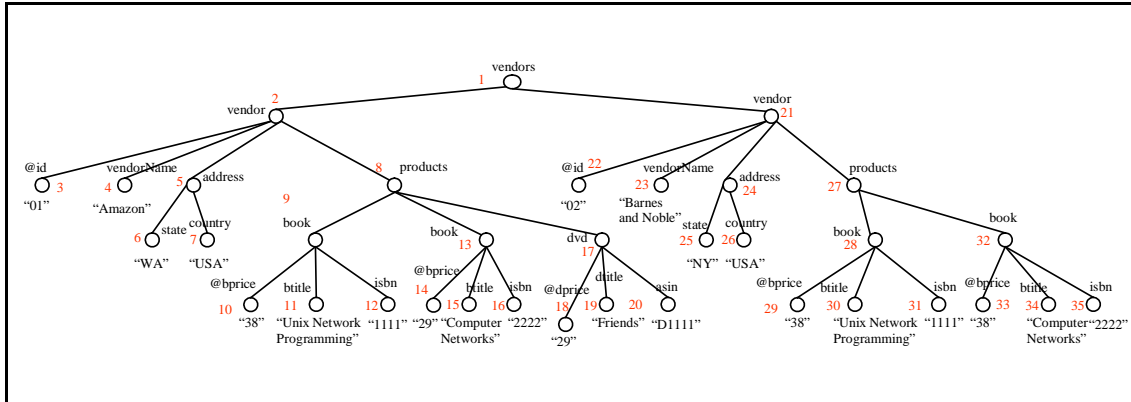 vendors
1
2
vendor
vendor
21
@id
3
"01"
vendorName
4
"Amazon"
5
address
8
products
@id
22
"02"
vendorName
23
"Barnes
and Noble"
address
24
27
products
9
6
state
"WA"
country
7
"USA"
book
book
13
dvd
17
state
25
"NY"
country
26
"USA"
book
28
book
32
@bprice
10
"38"
btitle
11
"Unix Network
Programming"
isbn
12
"1111"
@bprice
14
"29"
btitle
15
"Computer
Networks"
isbn
16
"2222"
@dprice
18
"29"
dtitle
19
"Friends"
asin
20
"D1111"
@bprice
29
"38"
btitle
30
"Unix Network
Programming"
isbn
31
"1111"
@bprice
33
"38"
btitle
34
"Computer
Networks"
isbn
35
"2222"